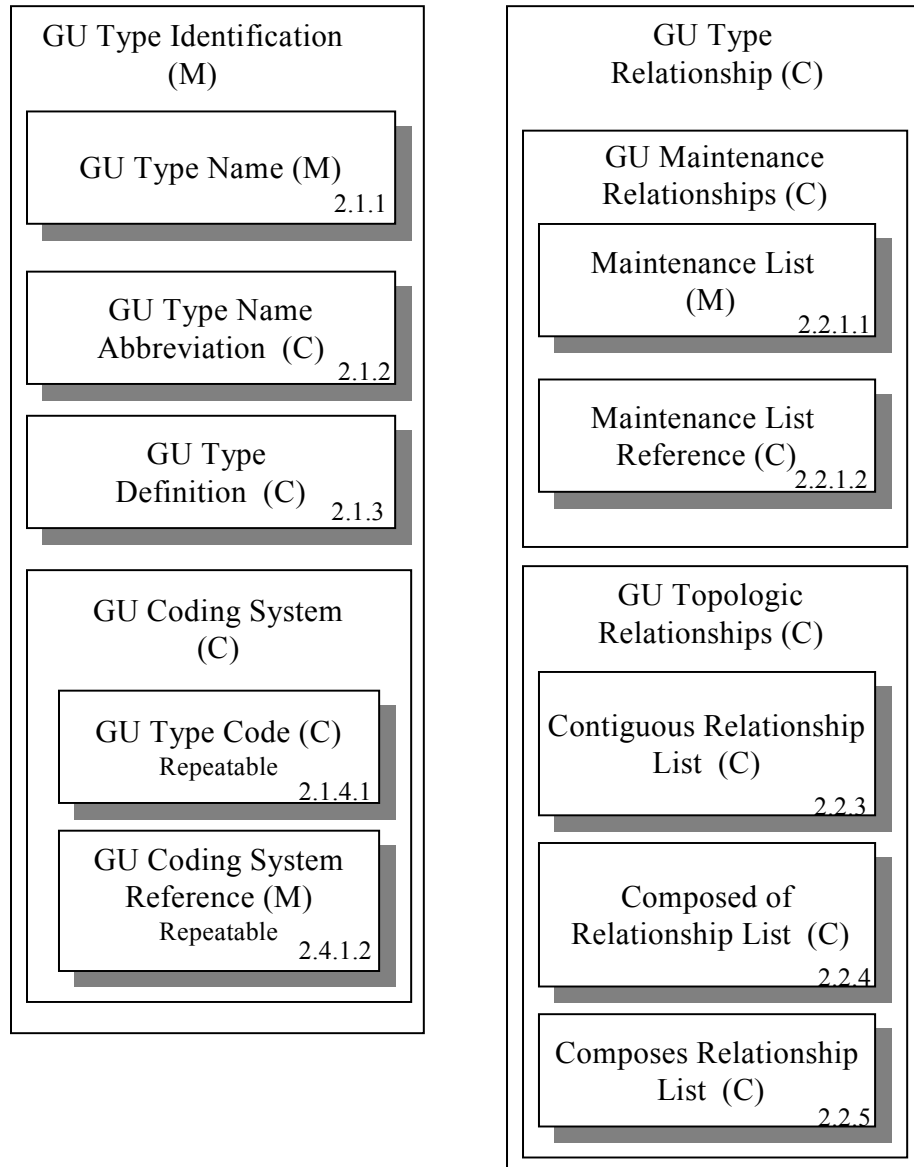 GU Type Identification
(M)
GU Type Name (M)
2.1.1
GU Type Name
Abbreviation (C)
2.1.2
GU Type
Definition (C)
2.1.3
GU Coding System
(C)
GU Type Code (C)
Repeatable
2.1.4.1
GU Coding System
Reference (M)
Repeatable
2.4.1.2
GU Type
Relationship (C)
GU Maintenance
Relationships (C)
Maintenance List
(M)
2.2.1.1
Maintenance List
Reference (C)
2.2.1.2
GU Topologic
Relationships (C)
Contiguous Relationship
List (C)
2.2.3
Composed of
Relationship List (C)
2.2.4
Composes Relationship
List (C)
2.2.5